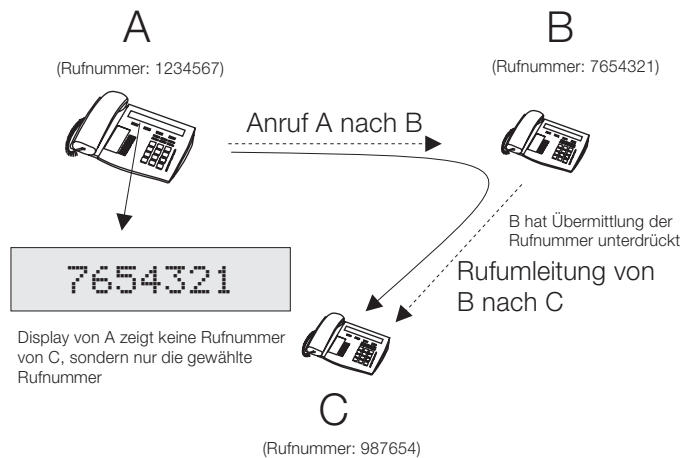 A
(Rufnummer: 1234567)
B
(Rufnummer: 7654321)
Anruf A nach B
B hat Übermittlung der
Rufnummer unterdrückt
7654321
Rufumleitung von
B nach C
Display von A zeigt keine Rufnummer
von C, sondern nur die gewählte
Rufnummer
C
(Rufnummer: 987654)